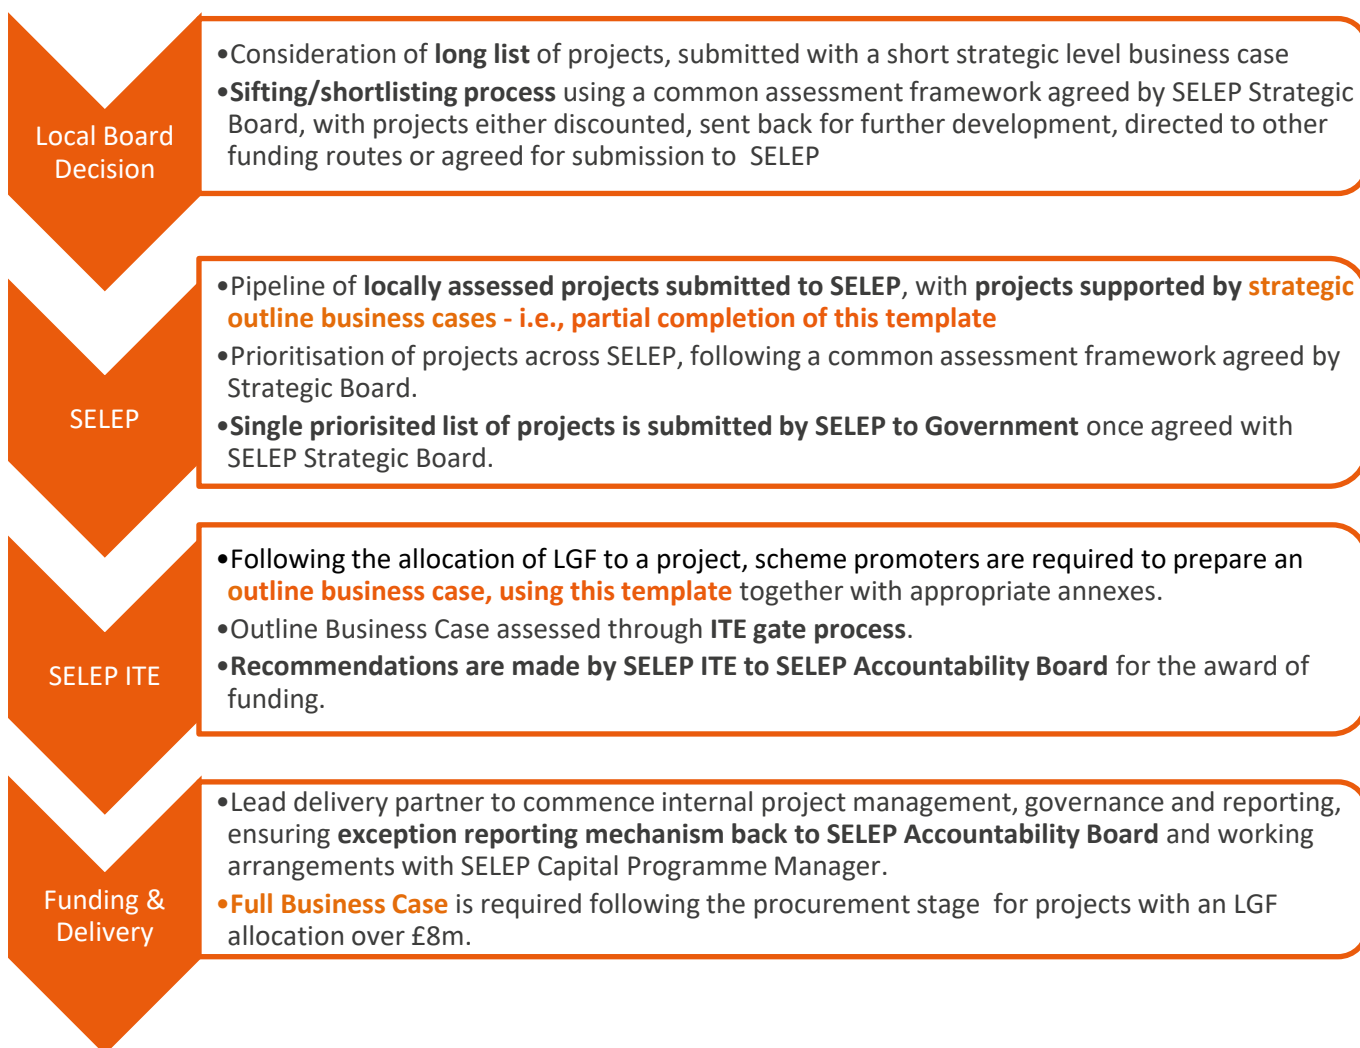 Local Board
Decision
•Consideration of long list of projects, submitted with a short strategic level business case
•Sifting/shortlisting process using a common assessment framework agreed by SELEP Strategic
Board, with projects either discounted, sent back for further development, directed to other
funding routes or agreed for submission to SELEP
SELEP
•Pipeline of locally assessed projects submitted to SELEP, with projects supported by strategic
outline business cases - i.e., partial completion of this template
•Prioritisation of projects across SELEP, following a common assessment framework agreed by
Strategic Board.
•Single priorisited list of projects is submitted by SELEP to Government once agreed with
SELEP Strategic Board.
SELEP ITE
•Following the allocation of LGF to a project, scheme promoters are required to prepare an
outline business case, using this template together with appropriate annexes.
•Outline Business Case assessed through ITE gate process.
•Recommendations are made by SELEP ITE to SELEP Accountability Board for the award of
funding.
Funding &
Delivery
•Lead delivery partner to commence internal project management, governance and reporting,
ensuring exception reporting mechanism back to SELEP Accountability Board and working
arrangements with SELEP Capital Programme Manager.
•Full Business Case is required following the procurement stage for projects with an LGF
allocation over £8m.